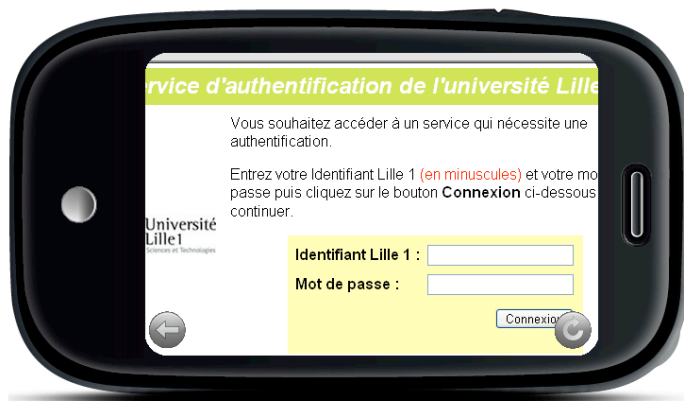 rvice d'authentification de l'université Lille
Vous souhaitez accéder à un service qui nécessite une
authentification.
Entrez votre Identifiant Lille 1 (en minuscules) et votre mo
passe puis cliquez sur le bouton Connexion ci-dessous
continuer.
Université
Lille1
Sciences et Technologies
Identifiant Lille 1 :
Mot de passe :
Connexion